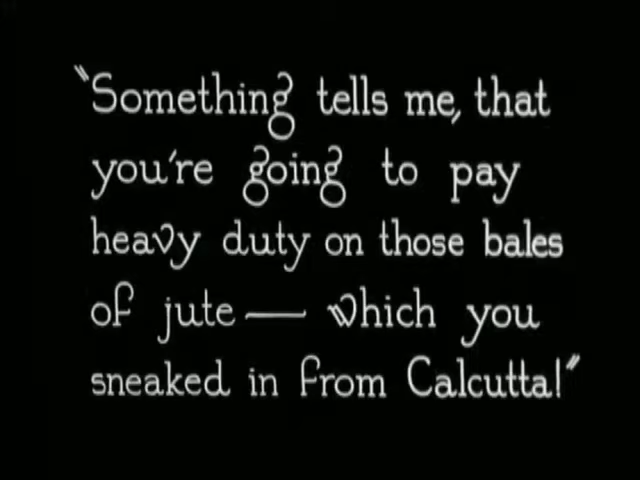 "Something tells me, that
you're going to pay
heavy duty on those bales
of jute — which you
sneaked in from Calcutta!"